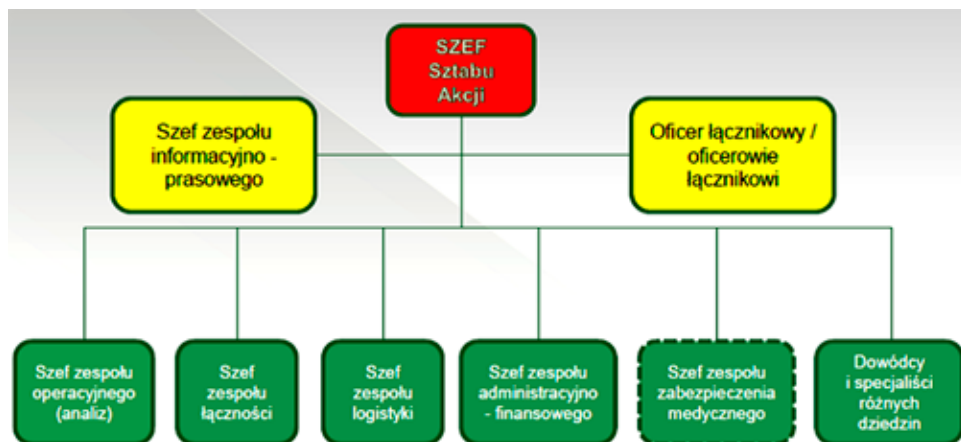 SZEF
Sztabu
Akcji
Szef zespołu
informacyjno -
prasowego
Oficer łącznikowy /
oficerowie
łącznikowi
Szef zespołu
operacyjnego
(analiz)
Szef
zespołu
łączności
Szef
zespołu
logistyki
Szef zespołu
administracyjno
- finansowego
Szef zespołu
zabezpieczenia
medycznego
Dowódcy
i specjaliści
różnych
dziedzin